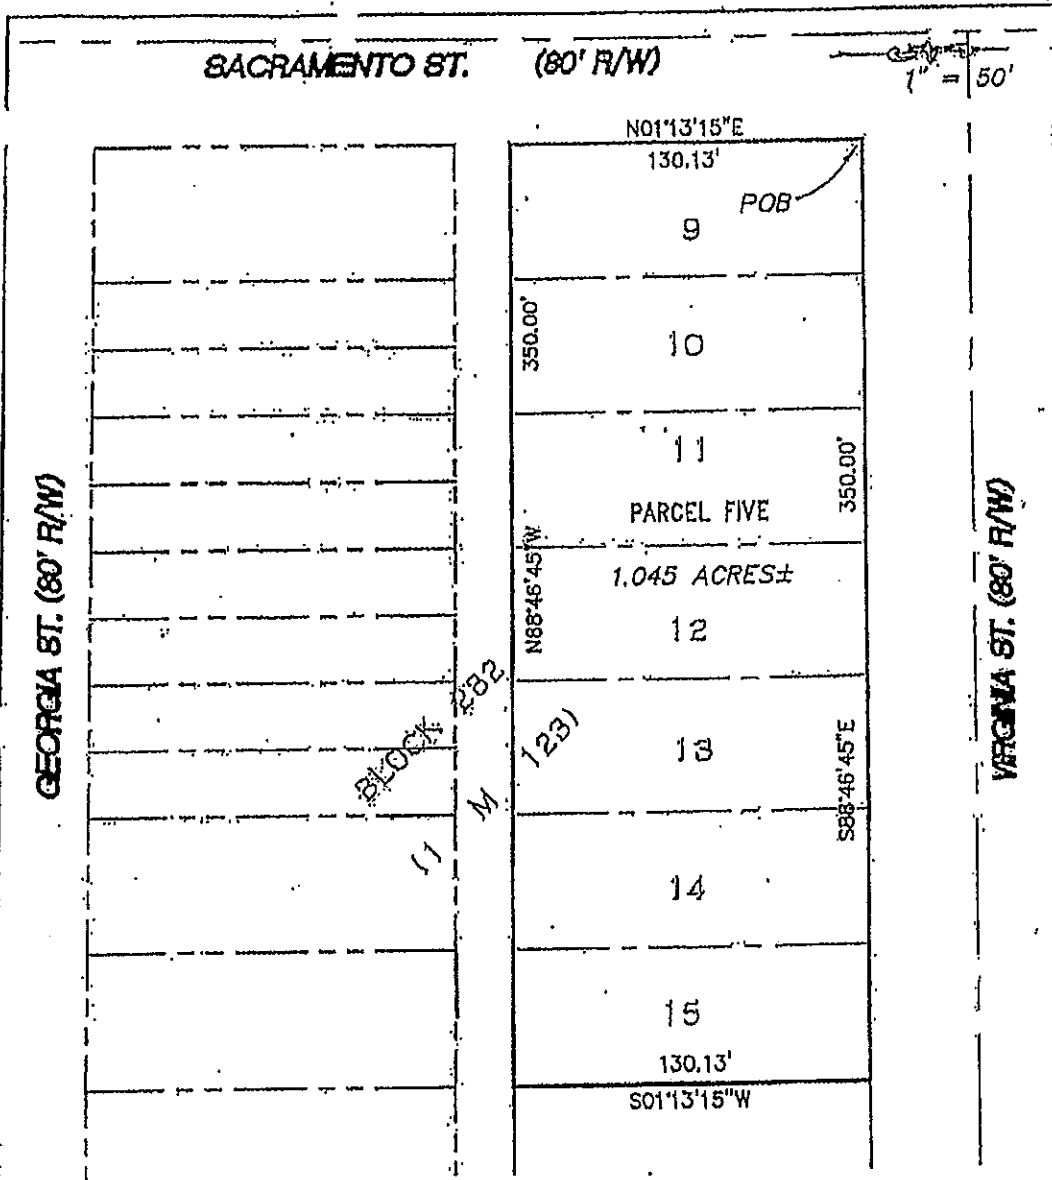 SACRAMENTO ST. (80' R/W)
1" = 50'
N01°13'15"E
130.13'
POB
9
350.00'
10
11
350.00'
PARCEL FIVE
1.045 ACRES±
N88°46'45"W
12
GEORGIA ST. (80' R/W)
VIRGINIA ST. (80' R/W)
BLOCK 282
(1 M 123)
13
S88°46'45"E
14
15
130.13'
S01°13'15"W